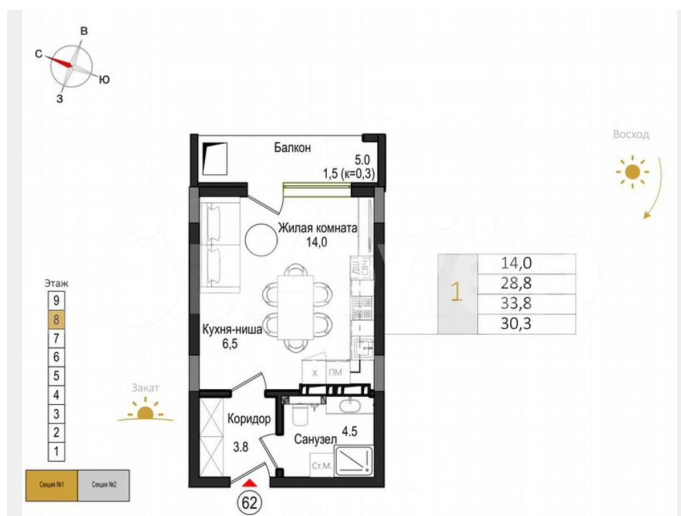 В
С
Ю
З
Балкон
5.0
1,5 (к=0,3)
Восход
Жилая комната
14,0
ДШ
СВЧ
14,0
28,8
33,8
30,3
1
Этаж
9
8
7
6
5
4
3
2
1
Кухня-ниша
6,5
Х
ПМ
Закат
Коридор
3.8
Санузел
4.5
Ст.М.
Секция №1
Секция №2
62